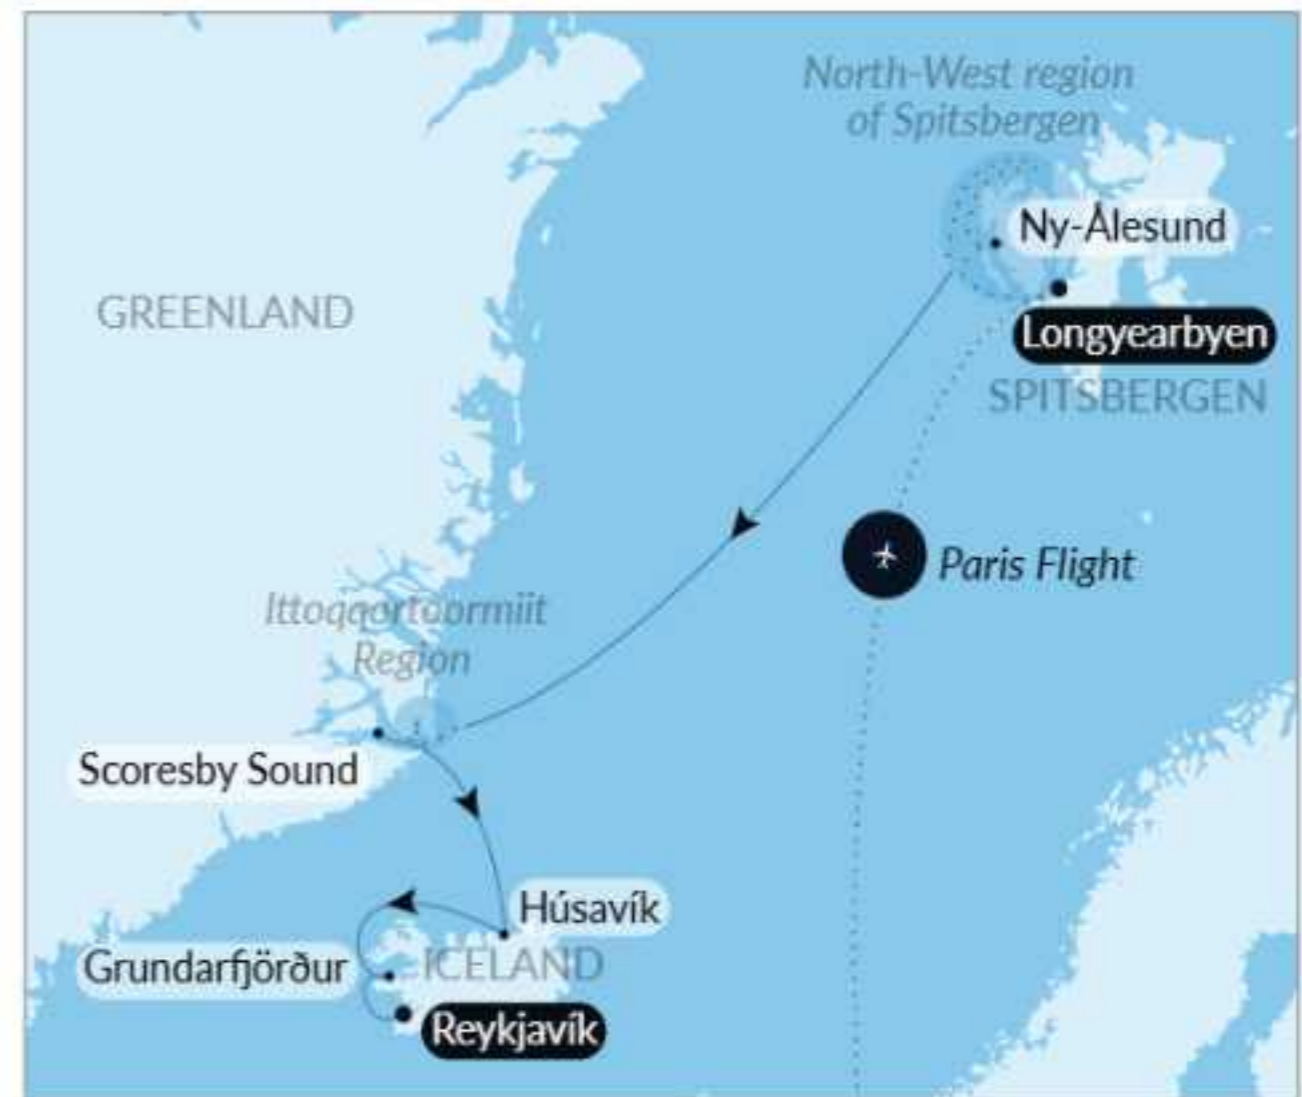 North-West region
of Spitsbergen
Ny-Ålesund
GREENLAND
Longyearbyen
SPITSBERGEN
Paris Flight
Ittoqqortoormiit
Region
Scoresby Sound
Húsavík
Grundarfjörður
ICELAND
Reykjavík